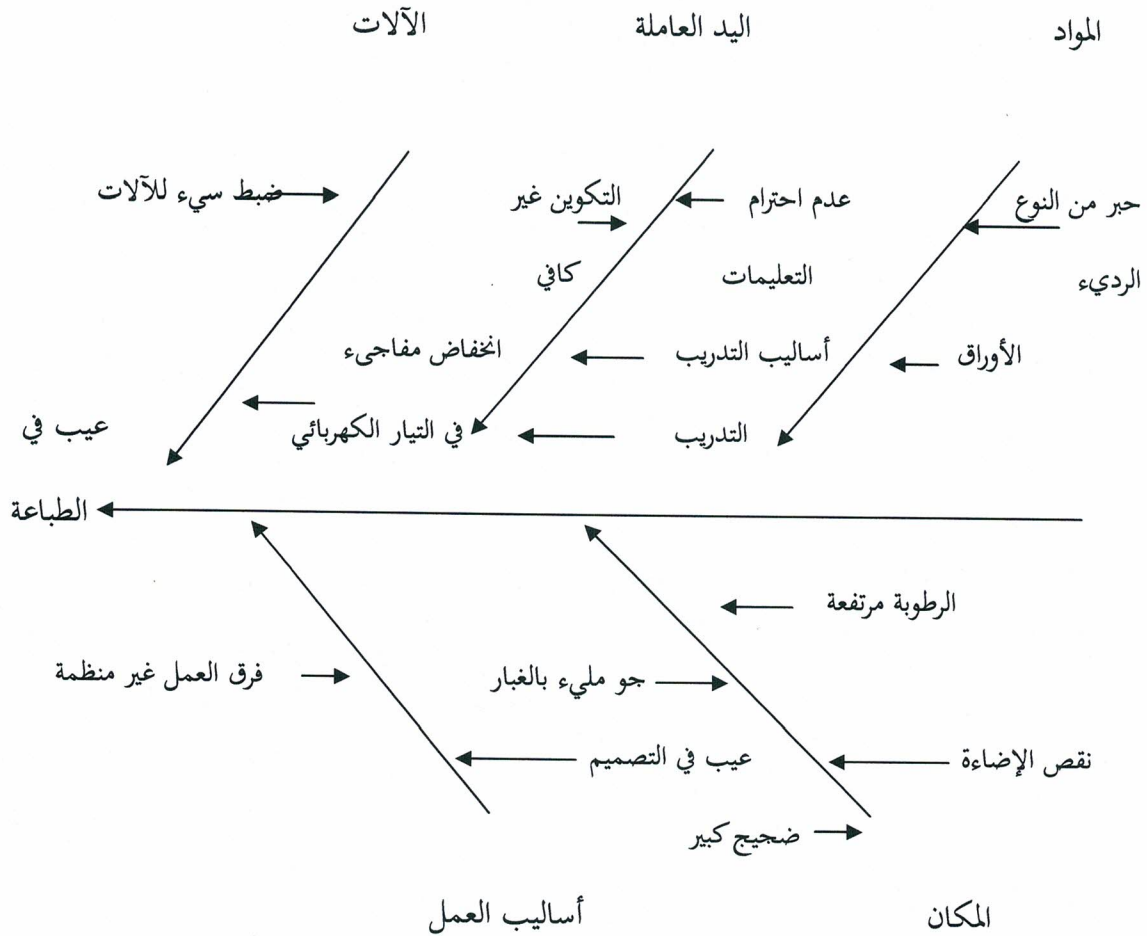 المواد
اليد العاملة
الآلات
حبر من النوع
الرديء
الأوراق
عدم احترام
التعليمات
أساليب التدريب
التدريب
التكوين غير
كافي
ضبط سيء للآلات
انخفاض مفاجىء
في التيار الكهربائي
عيب في
الطباعة
الرطوبة مرتفعة
جو مليء بالغبار
نقص الإضاءة
ضجيج كبير
فرق العمل غير منظمة
عيب في التصميم
المكان
أساليب العمل